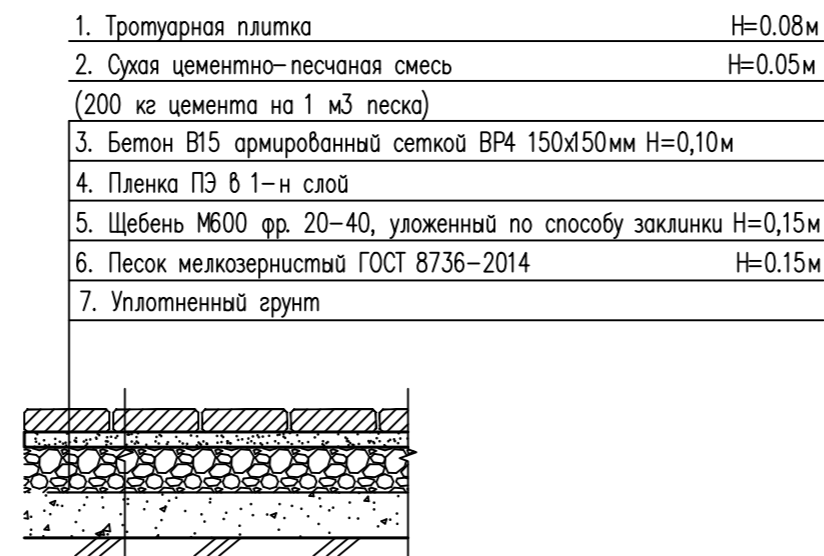 1. Тротуарная плитка H=0.08м
2. Сухая цементно-песчаная смесь H=0.05м
(200 кг цемента на 1 м3 песка)
3. Бетон В15 армированный сеткой ВР4 150х150мм H=0,10м
4. Пленка ПЭ в 1-н слой
5. Щебень М600 фр. 20-40, уложенный по способу заклинки H=0,15м
6. Песок мелкозернистый ГОСТ 8736-2014 H=0.15м
7. Уплотненный грунт